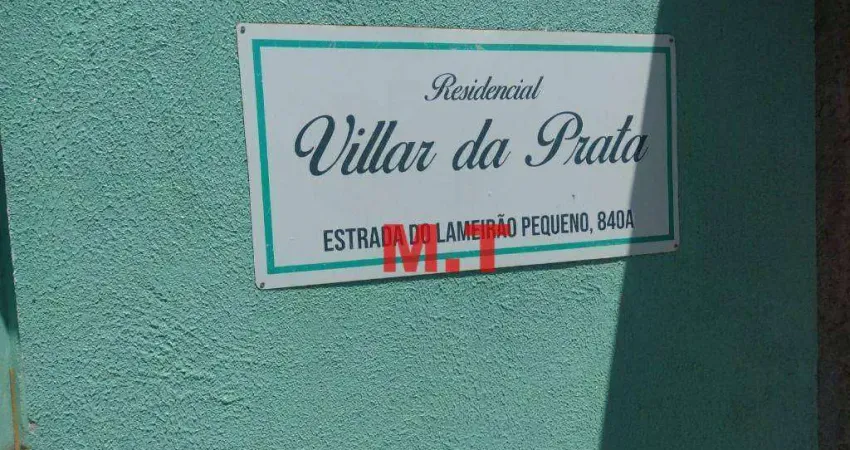 Residencial
Villar da Prata
ESTRADA DO LAMEIRÃO PEQUENO, 840A
M.T